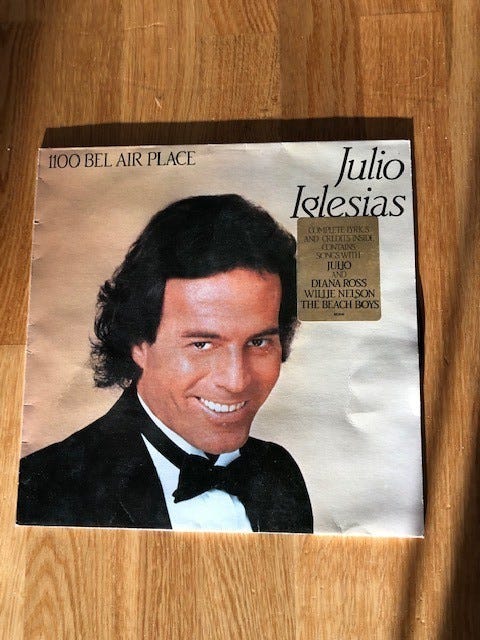 1100 BEL AIR PLACE
Julio
Iglesias
COMPLETE LYRICS
AND CREDITS INSIDE
CONTAINS
SONGS WITH
JULIO
AND
DIANA ROSS
WILLIE NELSON
THE BEACH BOYS